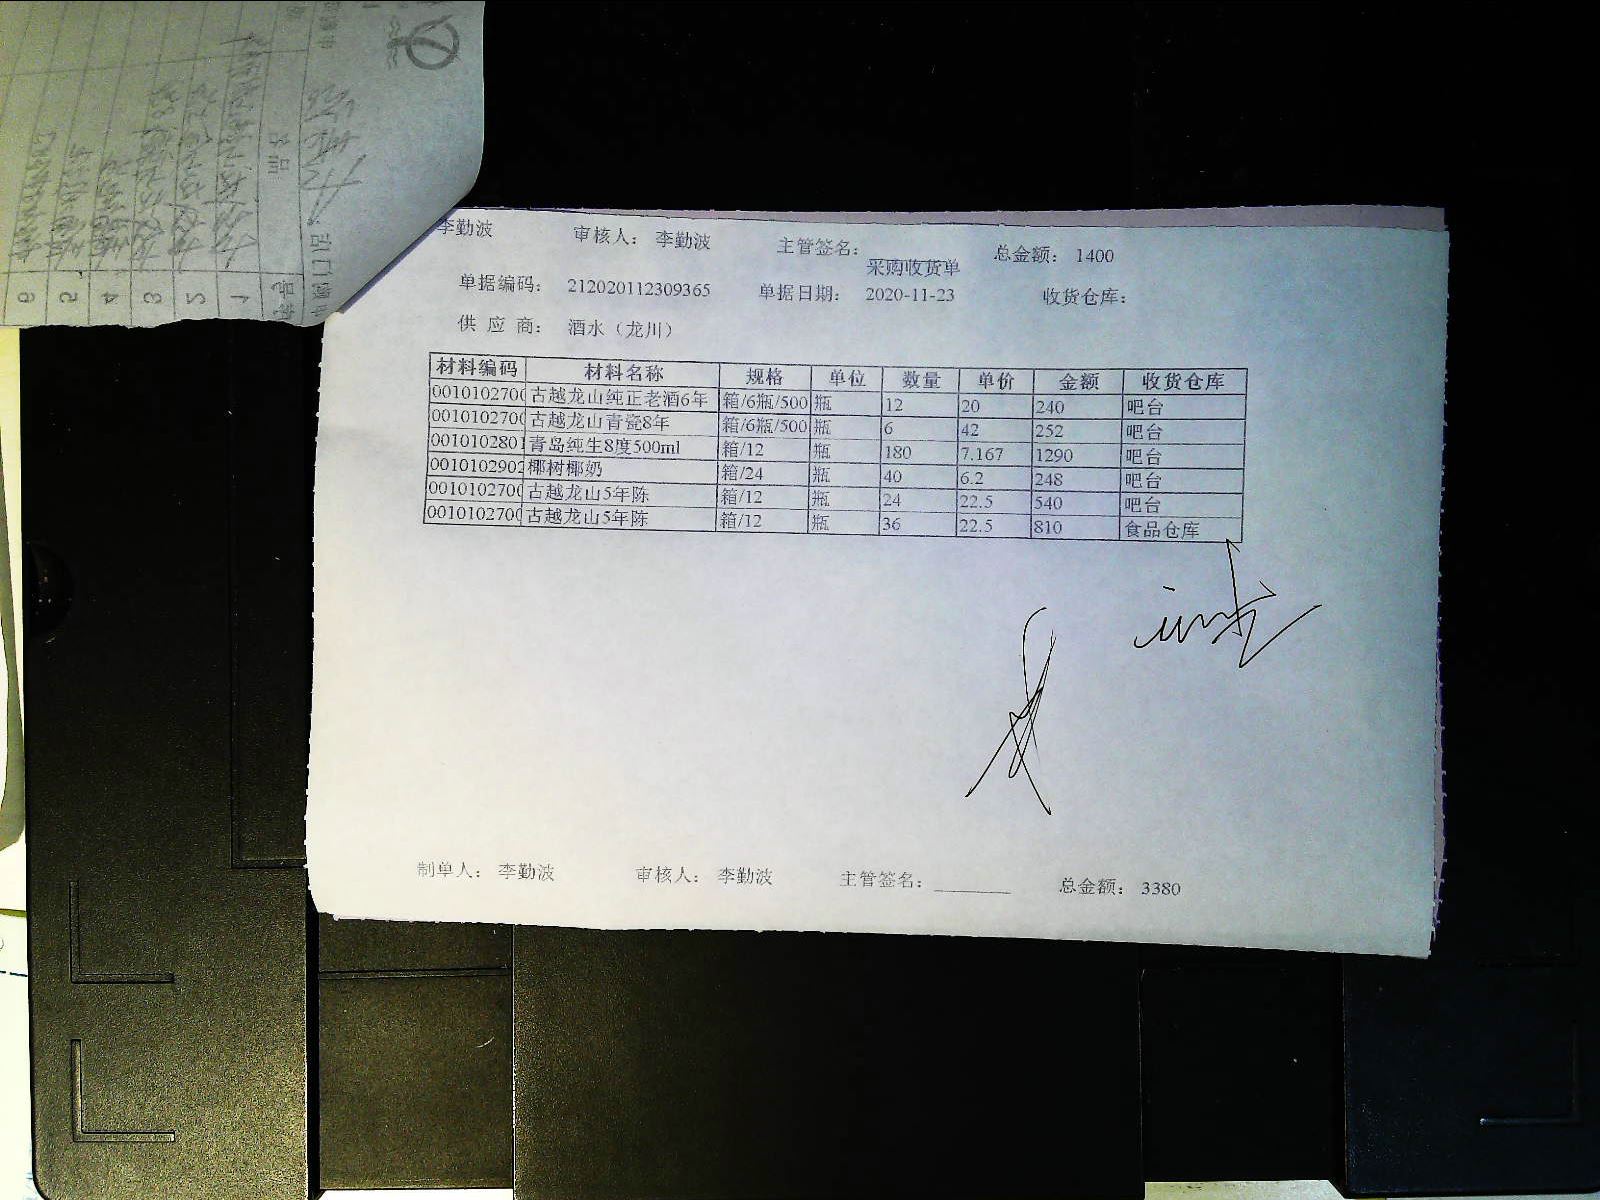 李勤波 审核人： 李勤波 主管签名： 总金额： 1400
采购收货单
单据编码： 212020112309365 单据日期： 2020-11-23 收货仓库：
供 应 商： 酒水（龙川）
材料编码 材料名称 规格 单位 数量 单价 金额 收货仓库
0010102700 古越龙山纯正老酒6年 箱/6瓶/500 瓶 12 20 240 吧台
0010102700 古越龙山青瓷8年 箱/6瓶/500 瓶 6 42 252 吧台
0010102801 青岛纯生8度500ml 箱/12 瓶 180 7.167 1290 吧台
0010102902 椰树椰奶 箱/24 瓶 40 6.2 248 吧台
0010102700 古越龙山5年陈 箱/12 瓶 24 22.5 540 吧台
0010102700 古越龙山5年陈 箱/12 瓶 36 22.5 810 食品仓库
制单人： 李勤波 审核人： 李勤波 主管签名： 总金额： 3380